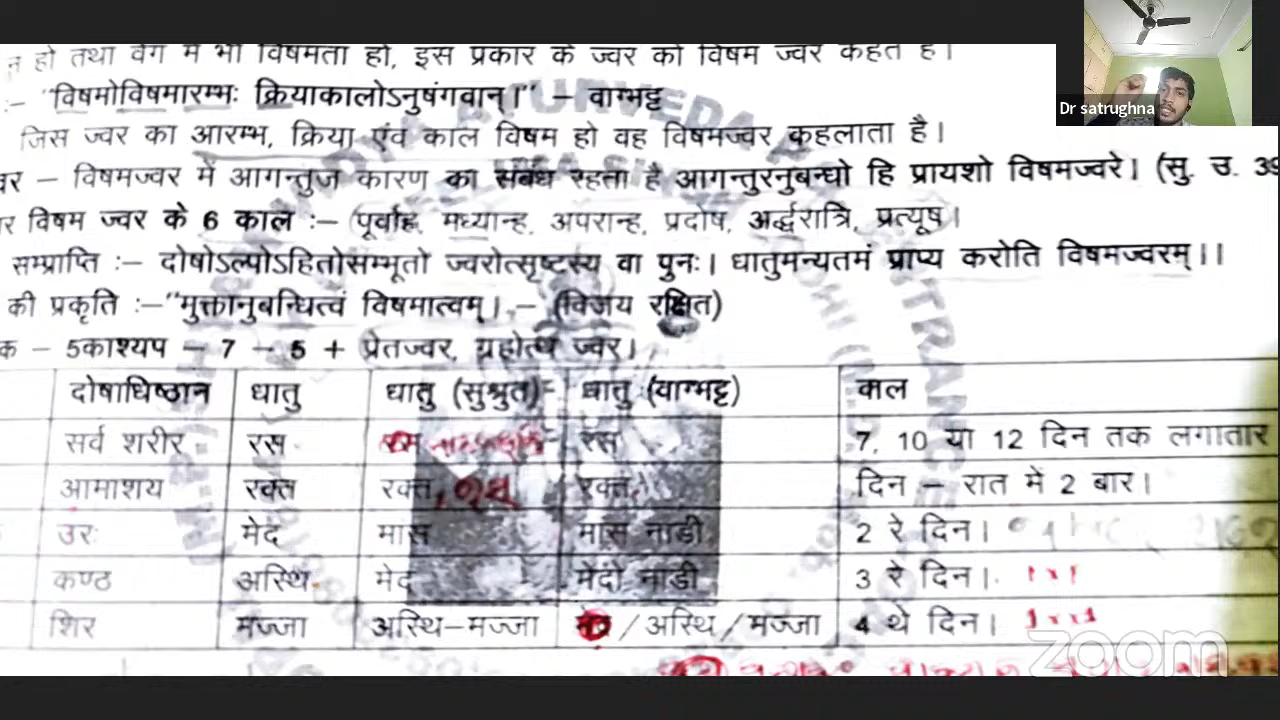 हो तथा वेग में भी विषमता हो, इस प्रकार के ज्वर को विषम ज्वर कहते है।
:– "विषमोविषमारम्भः क्रियाकालोऽनुषंगवान्।" – वाग्भट्ट
जिस ज्वर का आरम्भ, क्रिया एंव काल विषम हो वह विषमज्वर कहलाता है।
– विषमज्वर में आगन्तुज कारण का संबंध रहता है आगन्तुरनुबन्धो हि प्रायशो विषमज्वरे। (सु. उ. 39
र विषम ज्वर के 6 काल :– (पूर्वाह, मध्यान्ह, अपरान्ह, प्रदोष, अर्द्धरात्रि, प्रत्यूष।
सम्प्राप्ति :– दोषोऽल्पोऽहितोसम्भूतो ज्वरोत्सृष्टस्य वा पुनः। धातुमन्यतमं प्राप्य करोति विषमज्वरम्।।
की प्रकृति :–"मुक्तानुबन्धित्वं विषमात्वम्। – (विजय रक्षित)
क – 5काश्यप – 7 – 5 + प्रेतज्वर, ग्रहोत्थ ज्वर।
दोषाधिष्ठान धातु धातु (सुश्रुत) धातु (वाग्भट्ट) काल
सर्व शरीर रस रस 7, 10 या 12 दिन तक लगातार
आमाशय रक्त रक्त, रक्त दिन – रात में 2 बार।
उरः मेद मास मास नाडी 2 रे दिन।
कण्ठ अस्थि मेद मेदो नाडी 3 रे दिन। 1x1
शिर मज्जा अस्थि–मज्जा /अस्थि/मज्जा 4 थे दिन। 1xx1
Dr satrughna
zoom